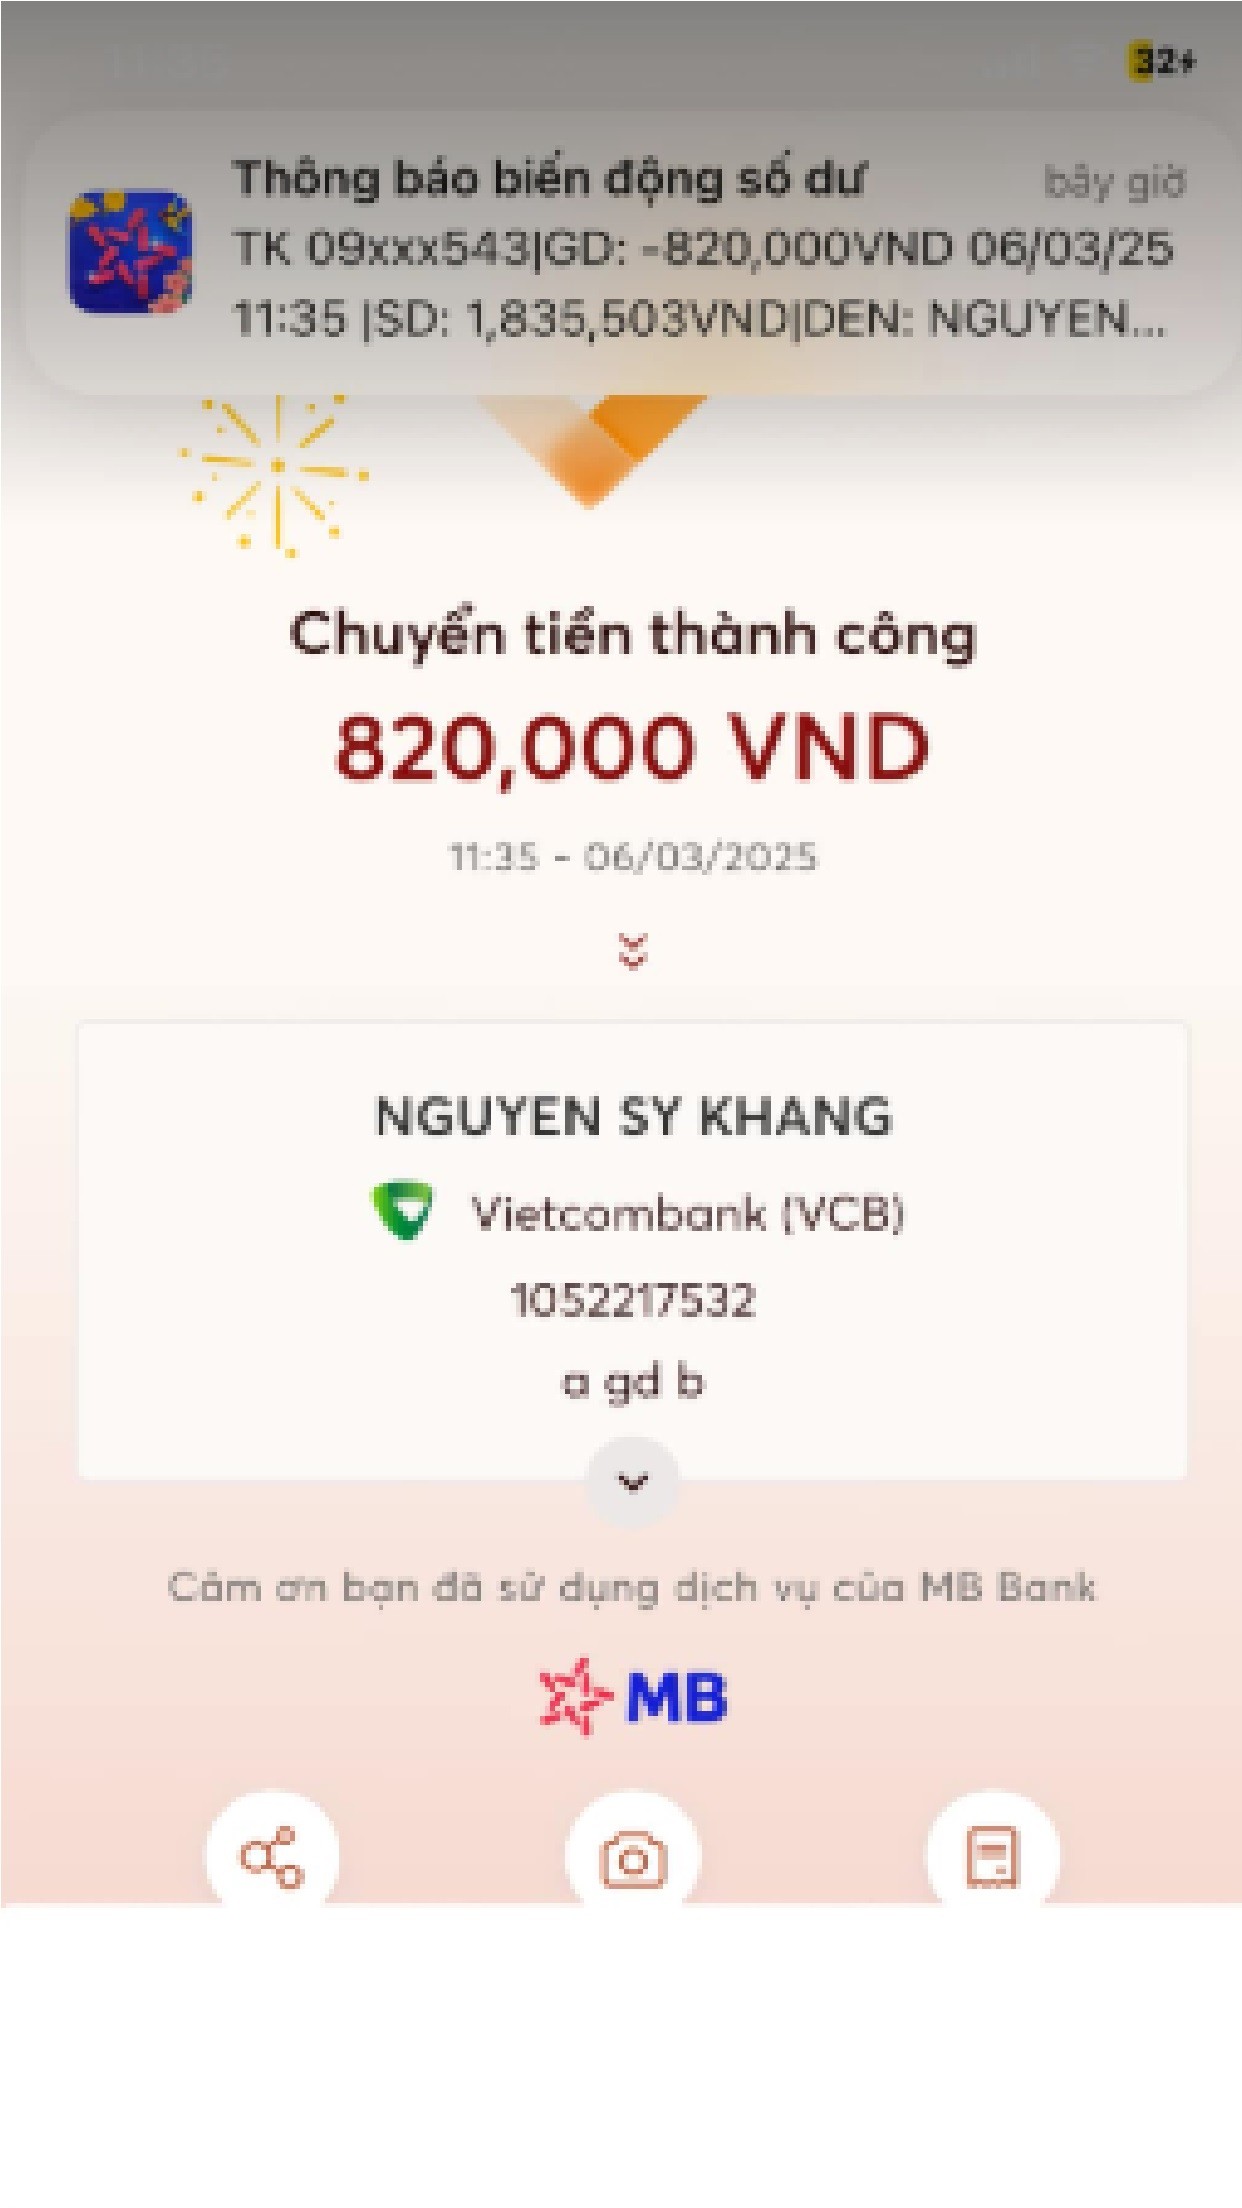 32+
Thông báo biến động số dư
bây giờ
TK 09xxx543|GD: -820,000VND 06/03/25
11:35 |SD: 1,835,503VND|DEN: NGUYEN...
Chuyển tiền thành công
820,000 VND
11:35 - 06/03/2025
NGUYEN SY KHANG
Vietcombank (VCB)
1052217532
a gd b
Cảm ơn bạn đã sử dụng dịch vụ của MB Bank
MB